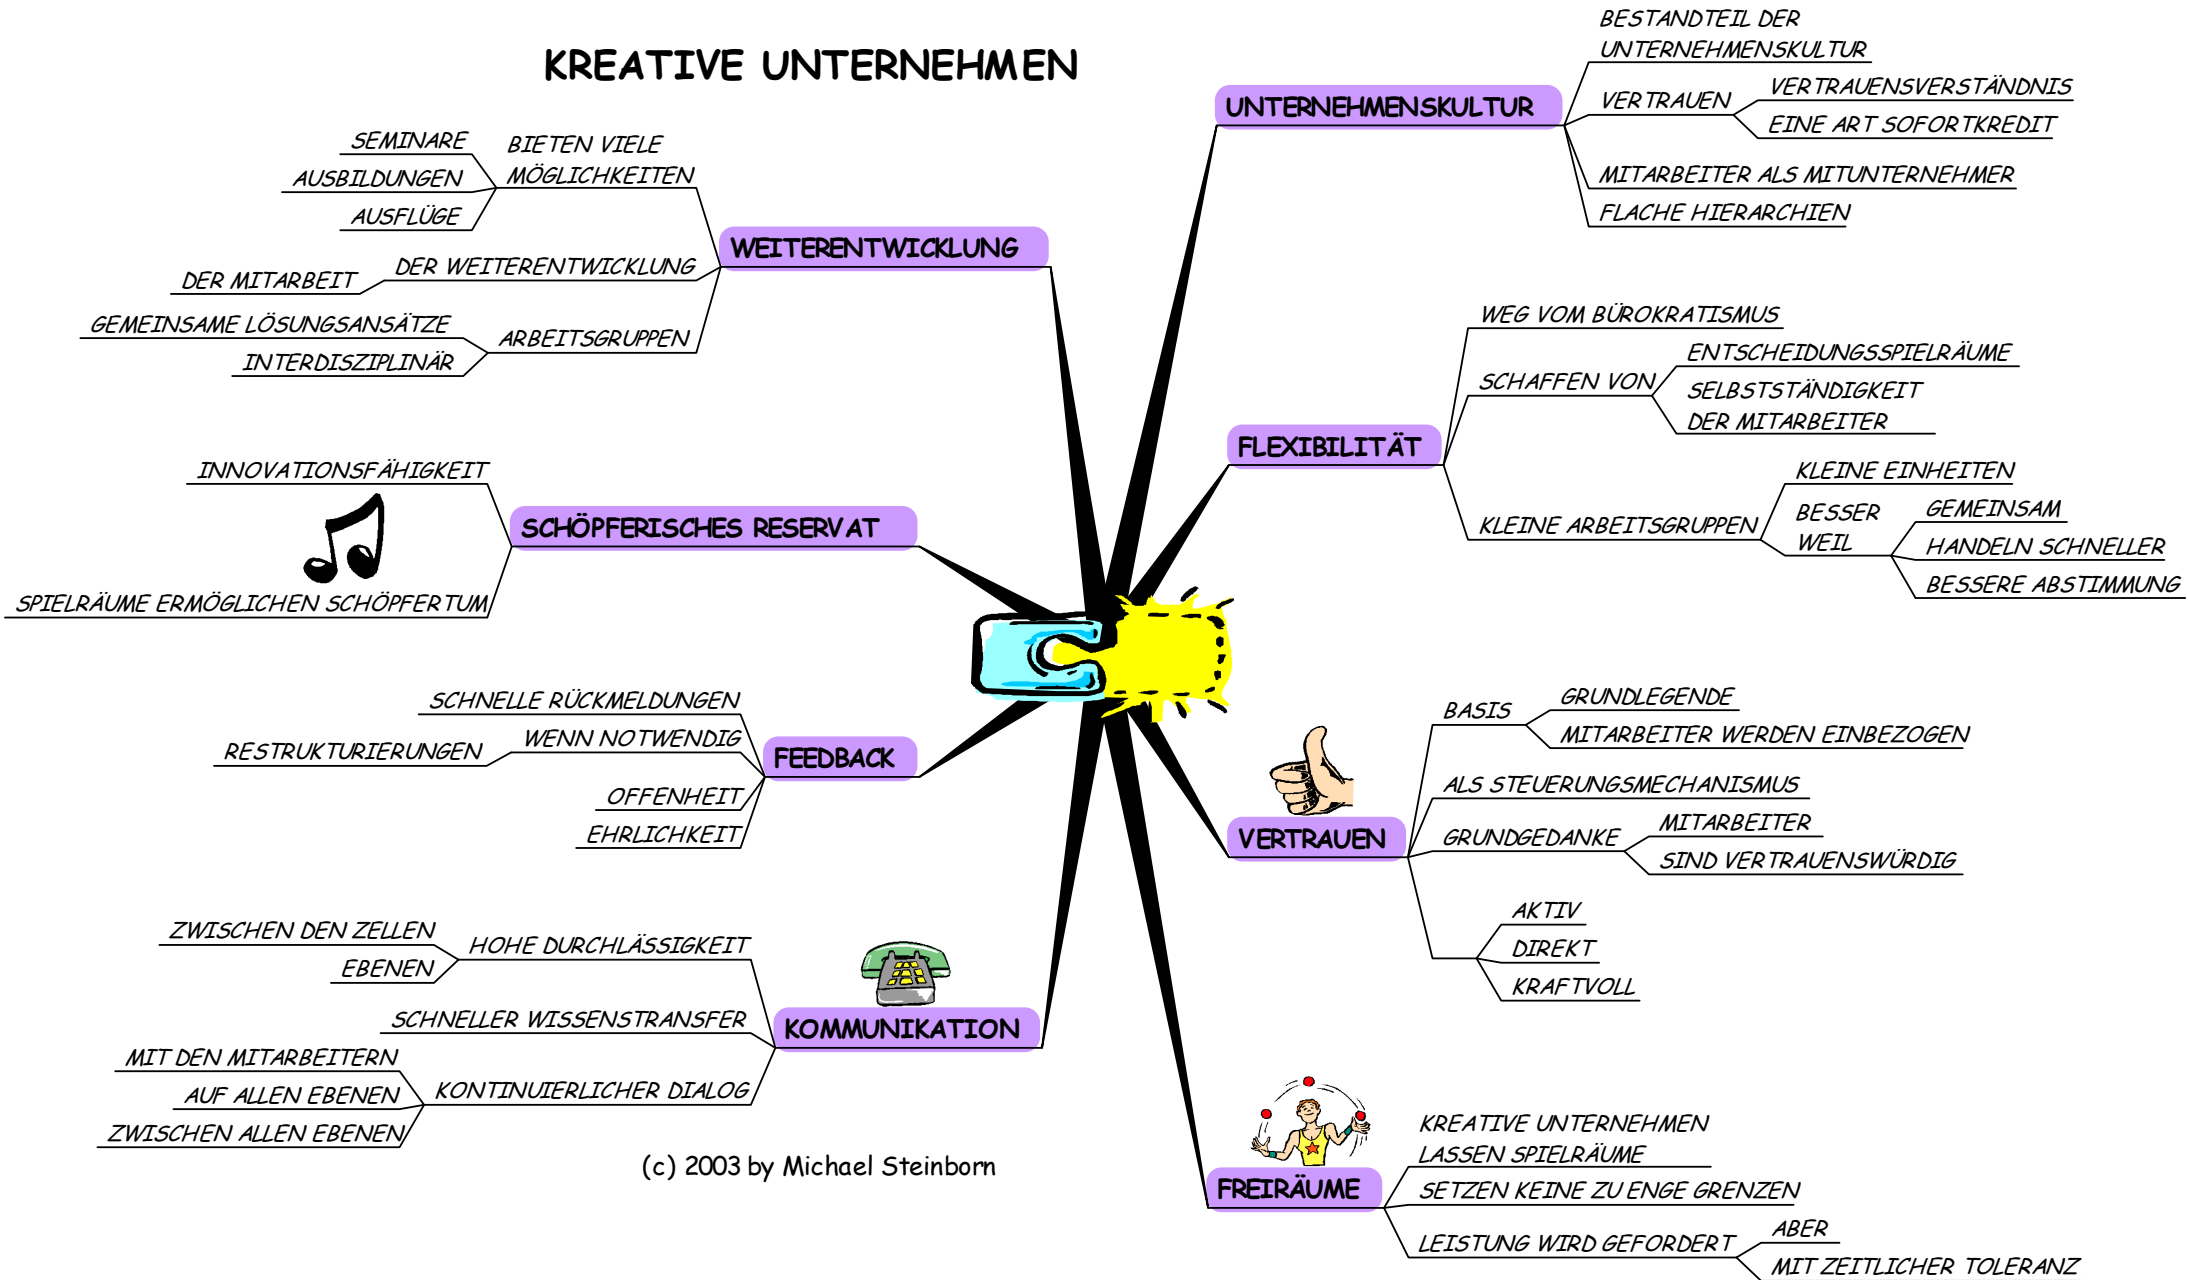 KREATIVE UNTERNEHMEN
UNTERNEHMENSKULTUR
BESTANDTEIL DER
UNTERNEHMENSKULTUR
VERTRAUEN
VERTRAUENSVERSTÄNDNIS
EINE ART SOFORTKREDIT
MITARBEITER ALS MITUNTERNEHMER
FLACHE HIERARCHIEN
FLEXIBILITÄT
WEG VOM BÜROKRATISMUS
SCHAFFEN VON
ENTSCHEIDUNGSSPIELRÄUME
SELBSTSTÄNDIGKEIT
DER MITARBEITER
KLEINE ARBEITSGRUPPEN
KLEINE EINHEITEN
BESSER
WEIL
GEMEINSAM
HANDELN SCHNELLER
BESSERE ABSTIMMUNG
VERTRAUEN
BASIS
GRUNDLEGENDE
MITARBEITER WERDEN EINBEZOGEN
ALS STEUERUNGSMECHANISMUS
GRUNDGEDANKE
MITARBEITER
SIND VERTRAUENSWÜRDIG
AKTIV
DIREKT
KRAFTVOLL
FREIRÄUME
KREATIVE UNTERNEHMEN
LASSEN SPIELRÄUME
SETZEN KEINE ZU ENGE GRENZEN
LEISTUNG WIRD GEFORDERT
ABER
MIT ZEITLICHER TOLERANZ
WEITERENTWICKLUNG
BIETEN VIELE
MÖGLICHKEITEN
SEMINARE
AUSBILDUNGEN
AUSFLÜGE
DER WEITERENTWICKLUNG
DER MITARBEIT
ARBEITSGRUPPEN
GEMEINSAME LÖSUNGSANSÄTZE
INTERDISZIPLINÄR
SCHÖPFERISCHES RESERVAT
INNOVATIONSFÄHIGKEIT
SPIELRÄUME ERMÖGLICHEN SCHÖPFERTUM
FEEDBACK
SCHNELLE RÜCKMELDUNGEN
WENN NOTWENDIG
RESTRUKTURIERUNGEN
OFFENHEIT
EHRLICHKEIT
KOMMUNIKATION
HOHE DURCHLÄSSIGKEIT
ZWISCHEN DEN ZELLEN
EBENEN
SCHNELLER WISSENSTRANSFER
KONTINUIERLICHER DIALOG
MIT DEN MITARBEITERN
AUF ALLEN EBENEN
ZWISCHEN ALLEN EBENEN
(c) 2003 by Michael Steinborn